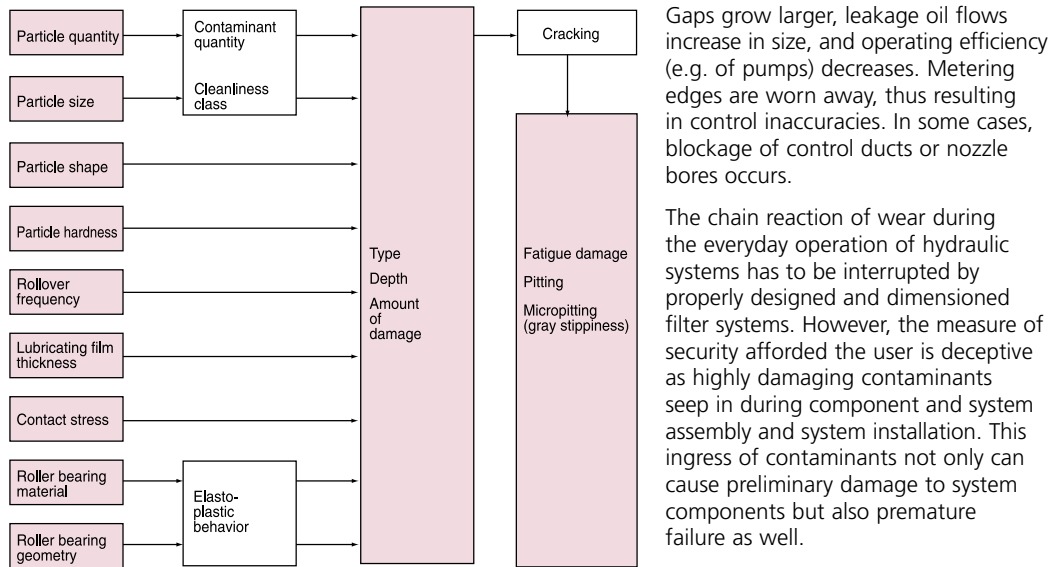 Particle quantity
Particle size
Particle shape
Particle hardness
Rollover
frequency
Lubricating film
thickness
Contact stress
Roller bearing
material
Roller bearing
geometry
Contaminant
quantity
Cleanliness
class
Elasto-
plastic
behavior
Type
Depth
Amount
of
damage
Cracking
Fatigue damage
Pitting
Micropitting
(gray stippiness)
Gaps grow larger, leakage oil flows
increase in size, and operating efficiency
(e.g. of pumps) decreases. Metering
edges are worn away, thus resulting
in control inaccuracies. In some cases,
blockage of control ducts or nozzle
bores occurs.
The chain reaction of wear during
the everyday operation of hydraulic
systems has to be interrupted by
properly designed and dimensioned
filter systems. However, the measure of
security afforded the user is deceptive
as highly damaging contaminants
seep in during component and system
assembly and system installation. This
ingress of contaminants not only can
cause preliminary damage to system
components but also premature
failure as well.